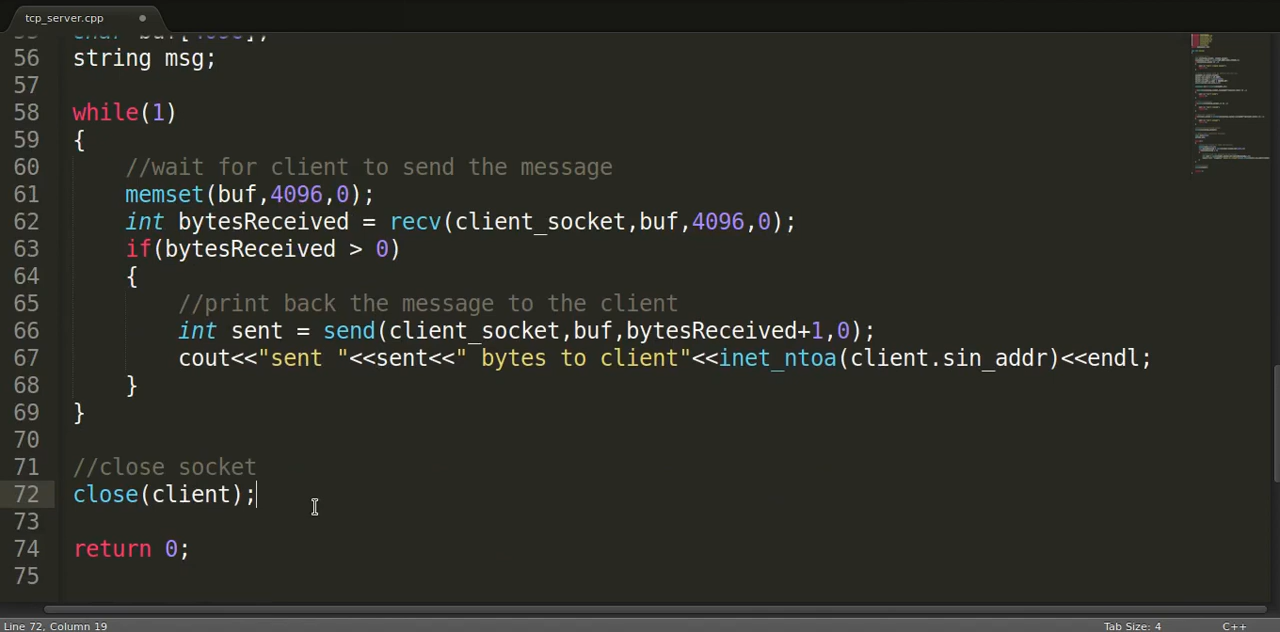 tcp_server.cpp
56 string msg;
57
58 while(1)
59 {
60 //wait for client to send the message
61 memset(buf,4096,0);
62 int bytesReceived = recv(client_socket,buf,4096,0);
63 if(bytesReceived > 0)
64 {
65 //print back the message to the client
66 int sent = send(client_socket,buf,bytesReceived+1,0);
67 cout<<"sent "<<sent<<" bytes to client"<<inet_ntoa(client.sin_addr)<<endl;
68 }
69 }
70
71 //close socket
72 close(client);
73
74 return 0;
75
Line 72, Column 19 Tab Size: 4 C++